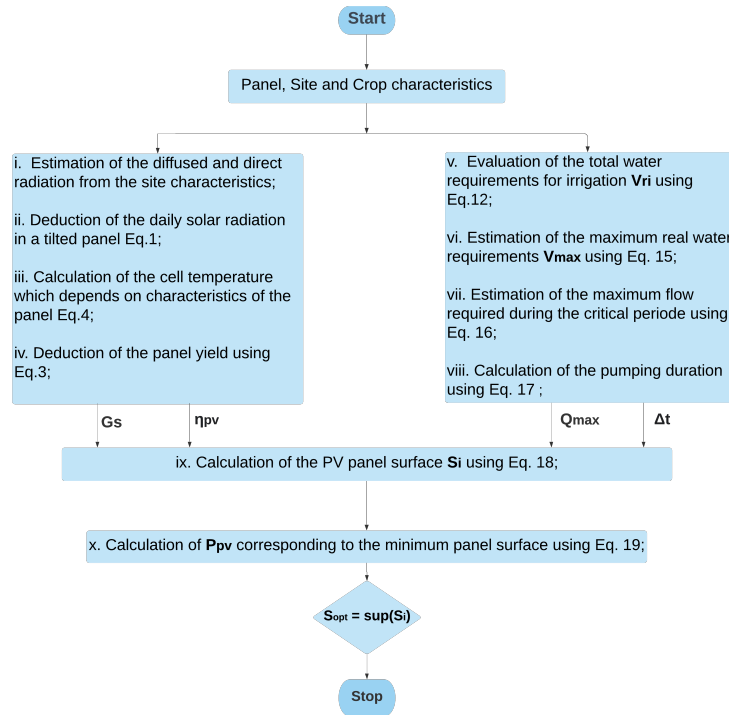 Start
Panel, Site and Crop characteristics
i. Estimation of the diffused and direct
radiation from the site characteristics;
ii. Deduction of the daily solar radiation
in a tilted panel Eq.1;
iii. Calculation of the cell temperature
which depends on characteristics of the
panel Eq.4;
iv. Deduction of the panel yield using
Eq.3;
v. Evaluation of the total water
requirements for irrigation Vri using
Eq.12;
vi. Estimation of the maximum real water
requirements Vmax using Eq. 15;
vii. Estimation of the maximum flow
required during the critical periode using
Eq. 16;
viii. Calculation of the pumping duration
using Eq. 17 ;
Gs
ηpv
Qmax
Δt
ix. Calculation of the PV panel surface Si using Eq. 18;
x. Calculation of Ppv corresponding to the minimum panel surface using Eq. 19;
Sopt = sup(Si)
Stop